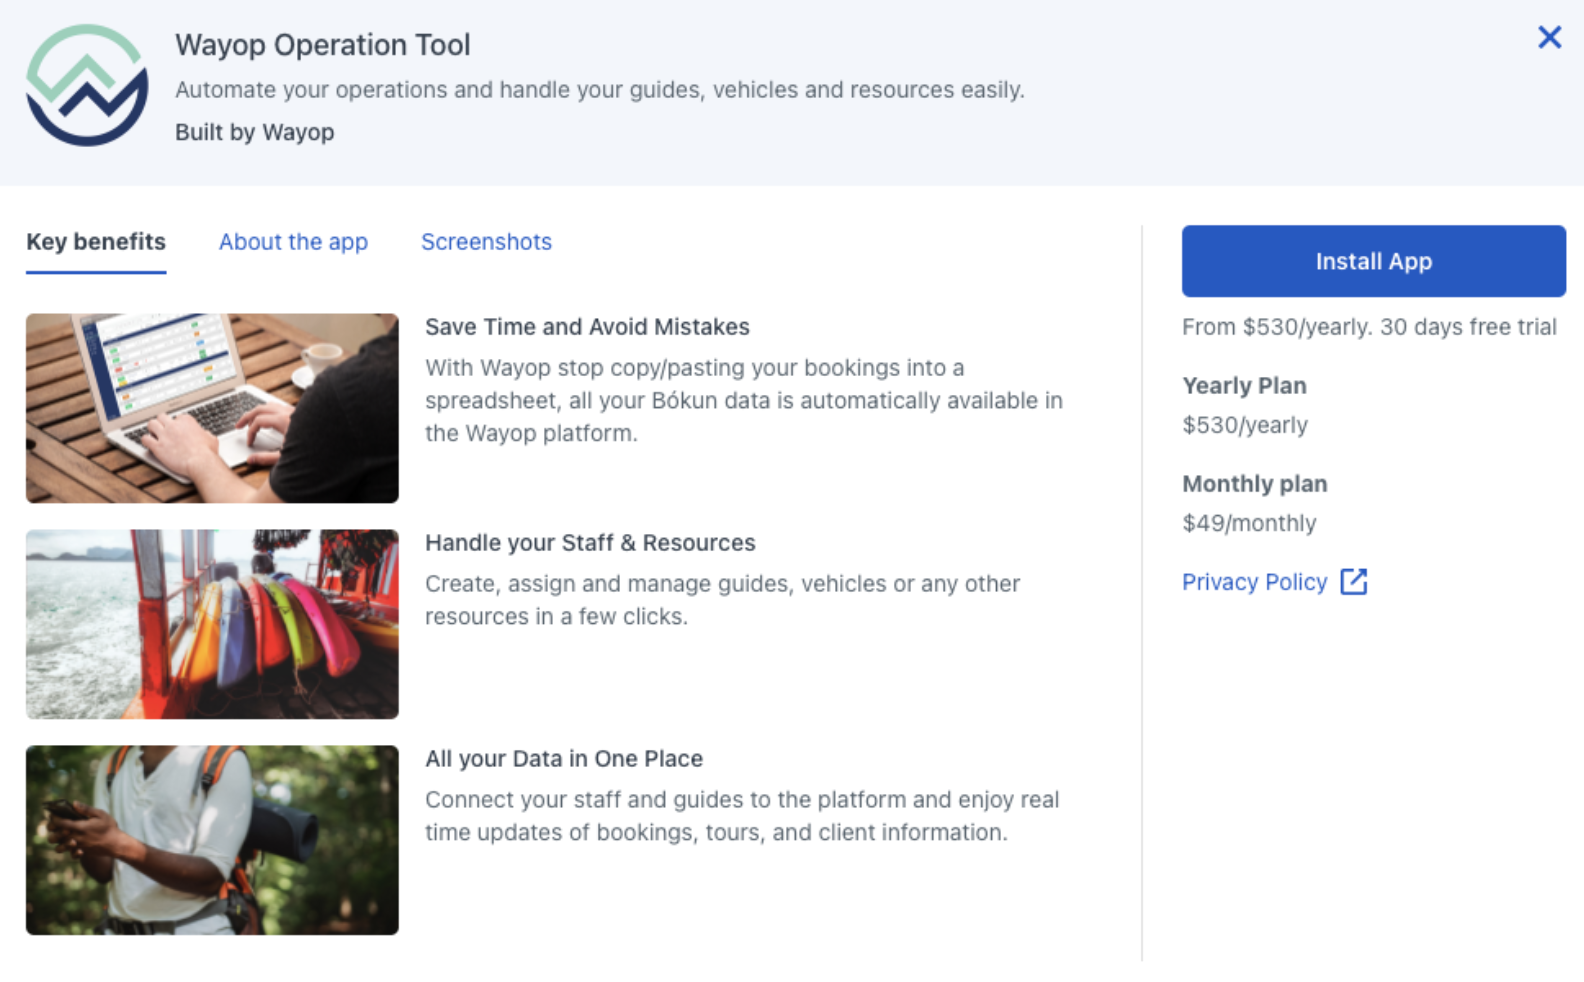 Wayop Operation Tool
Automate your operations and handle your guides, vehicles and resources easily.
Built by Wayop
Key benefits
About the app
Screenshots
Save Time and Avoid Mistakes
With Wayop stop copy/pasting your bookings into a
spreadsheet, all your Bókun data is automatically available in
the Wayop platform.
Handle your Staff & Resources
Create, assign and manage guides, vehicles or any other
resources in a few clicks.
All your Data in One Place
Connect your staff and guides to the platform and enjoy real
time updates of bookings, tours, and client information.
Install App
From $530/yearly. 30 days free trial
Yearly Plan
$530/yearly
Monthly plan
$49/monthly
Privacy Policy